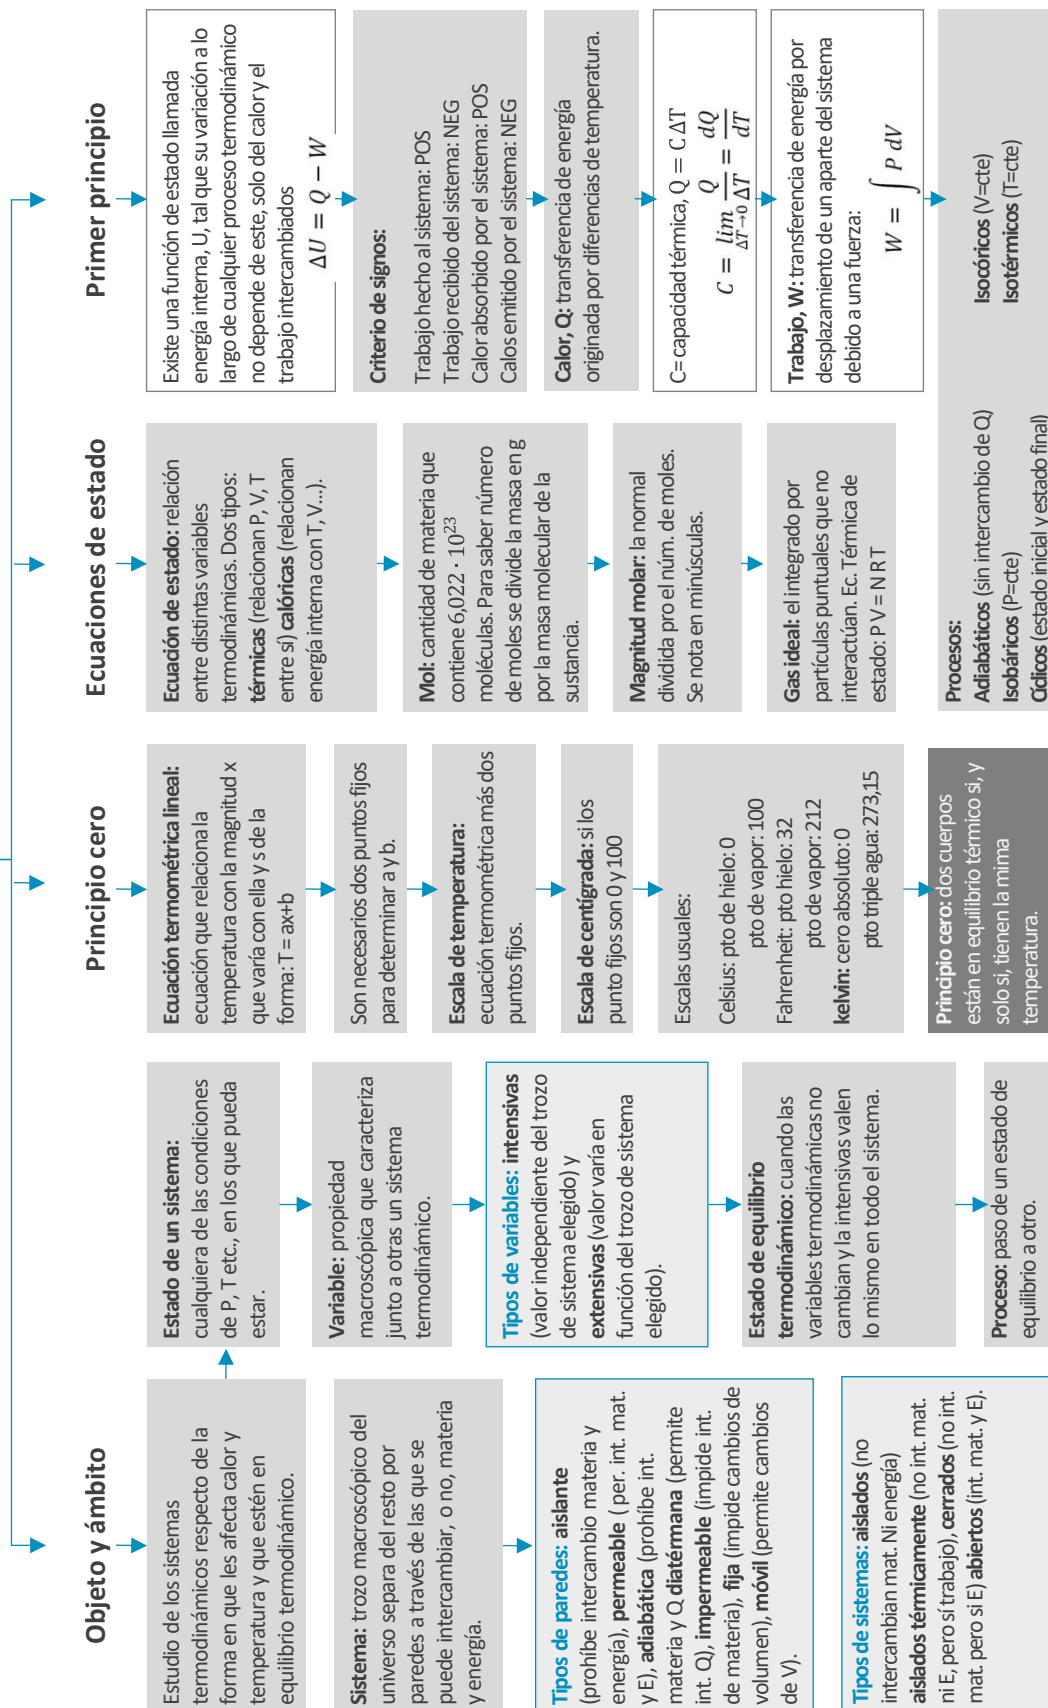 Objeto y ámbito
Estudio de los sistemas
termodinámicos respecto de la
forma en que les afecta calor y
temperatura y que estén en
equilibrio termodinámico.
Sistema: trozo macroscópico del
universo separa del resto por
paredes a través de las que se
puede intercambiar, o no, materia
y energía.
Tipos de paredes: aislante
(prohíbe intercambio materia y
energía), permeable ( per. int. mat.
y E), adiabática (prohíbe int.
materia y Q diatérmana (permite
int. Q), impermeable (impide int.
de materia), fija (impide cambios de
volumen), móvil (permite cambios
de V).
Tipos de sistemas: aislados (no
intercambian mat. Ni energía)
aislados térmicamente (no int. mat.
ni E, pero sí trabajo), cerrados (no int.
mat. pero si E) abiertos (int. mat. y E).
Estado de un sistema:
cualquiera de las condiciones
de P, T etc., en los que pueda
estar.
Variable: propiedad
macroscópica que caracteriza
junto a otras un sistema
termodinámico.
Tipos de variables: intensivas
(valor independiente del trozo
de sistema elegido) y
extensivas (valor varía en
función del trozo de sistema
elegido).
Estado de equilibrio
termodinámico: cuando las
variables termodinámicas no
cambian y la intensivas valen
lo mismo en todo el sistema.
Proceso: paso de un estado de
equilibrio a otro.
Principio cero
Ecuación termométrica lineal:
ecuación que relaciona la
temperatura con la magnitud x
que varía con ella y s de la
forma: T = ax+b
Son necesarios dos puntos fijos
para determinar a y b.
Escala de temperatura:
ecuación termométrica más dos
puntos fijos.
Escala de centígrada: si los
punto fijos son 0 y 100
Escalas usuales:
Celsius: pto de hielo: 0
pto de vapor: 100
Fahrenheit: pto hielo: 32
pto de vapor: 212
kelvin: cero absoluto: 0
pto triple agua: 273,15
Principio cero: dos cuerpos
están en equilibrio térmico si, y
solo si, tienen la mima
temperatura.
Ecuaciones de estado
Ecuación de estado: relación
entre distintas variables
termodinámicas. Dos tipos:
térmicas (relacionan P, V, T
entre sí) calóricas (relacionan
energía interna con T, V...).
Mol: cantidad de materia que
contiene 6,022 · 10²³
moléculas. Para saber número
de moles se divide la masa en g
por la masa molecular de la
sustancia.
Magnitud molar: la normal
dividida pro el núm. de moles.
Se nota en minúsculas.
Gas ideal: el integrado por
partículas puntuales que no
interactúan. Ec. Térmica de
estado: P V = N R T
Primer principio
Existe una función de estado llamada
energía interna, U, tal que su variación a lo
largo de cualquier proceso termodinámico
no depende de este, solo del calor y el
trabajo intercambiados
ΔU = Q − W
Criterio de signos:
Trabajo hecho al sistema: POS
Trabajo recibido del sistema: NEG
Calor absorbido por el sistema: POS
Calos emitido por el sistema: NEG
Calor, Q: transferencia de energía
originada por diferencias de temperatura.
C= capacidad térmica, Q = C ΔT
C = lim ΔT→0 Q/ΔT = dQ/dT
Trabajo, W: transferencia de energía por
desplazamiento de un aparte del sistema
debido a una fuerza:
W = ∫ P dV
Procesos:
Adiabáticos (sin intercambio de Q) Isocóricos (V=cte)
Isobáricos (P=cte) Isotérmicos (T=cte)
Cíclicos (estado inicial y estado final)